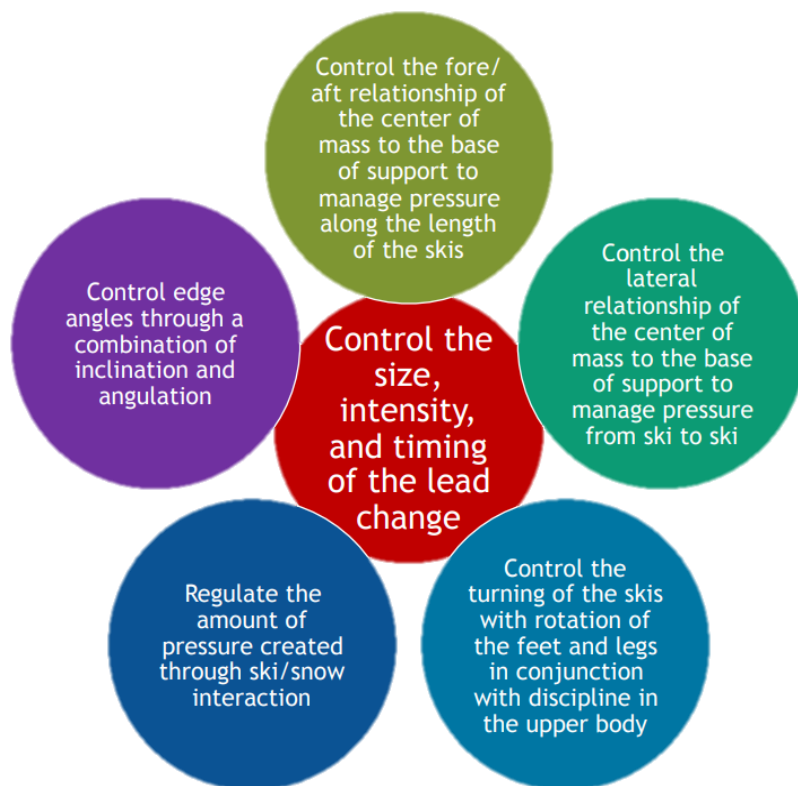 Control the fore/
aft relationship of
the center of
mass to the base
of support to
manage pressure
along the length
of the skis
Control the
lateral
relationship of
the center of
mass to the base
of support to
manage pressure
from ski to ski
Control the
turning of the skis
with rotation of
the feet and legs
in conjunction
with discipline in
the upper body
Regulate the
amount of
pressure created
through ski/snow
interaction
Control edge
angles through a
combination of
inclination and
angulation
Control the
size,
intensity,
and timing
of the lead
change